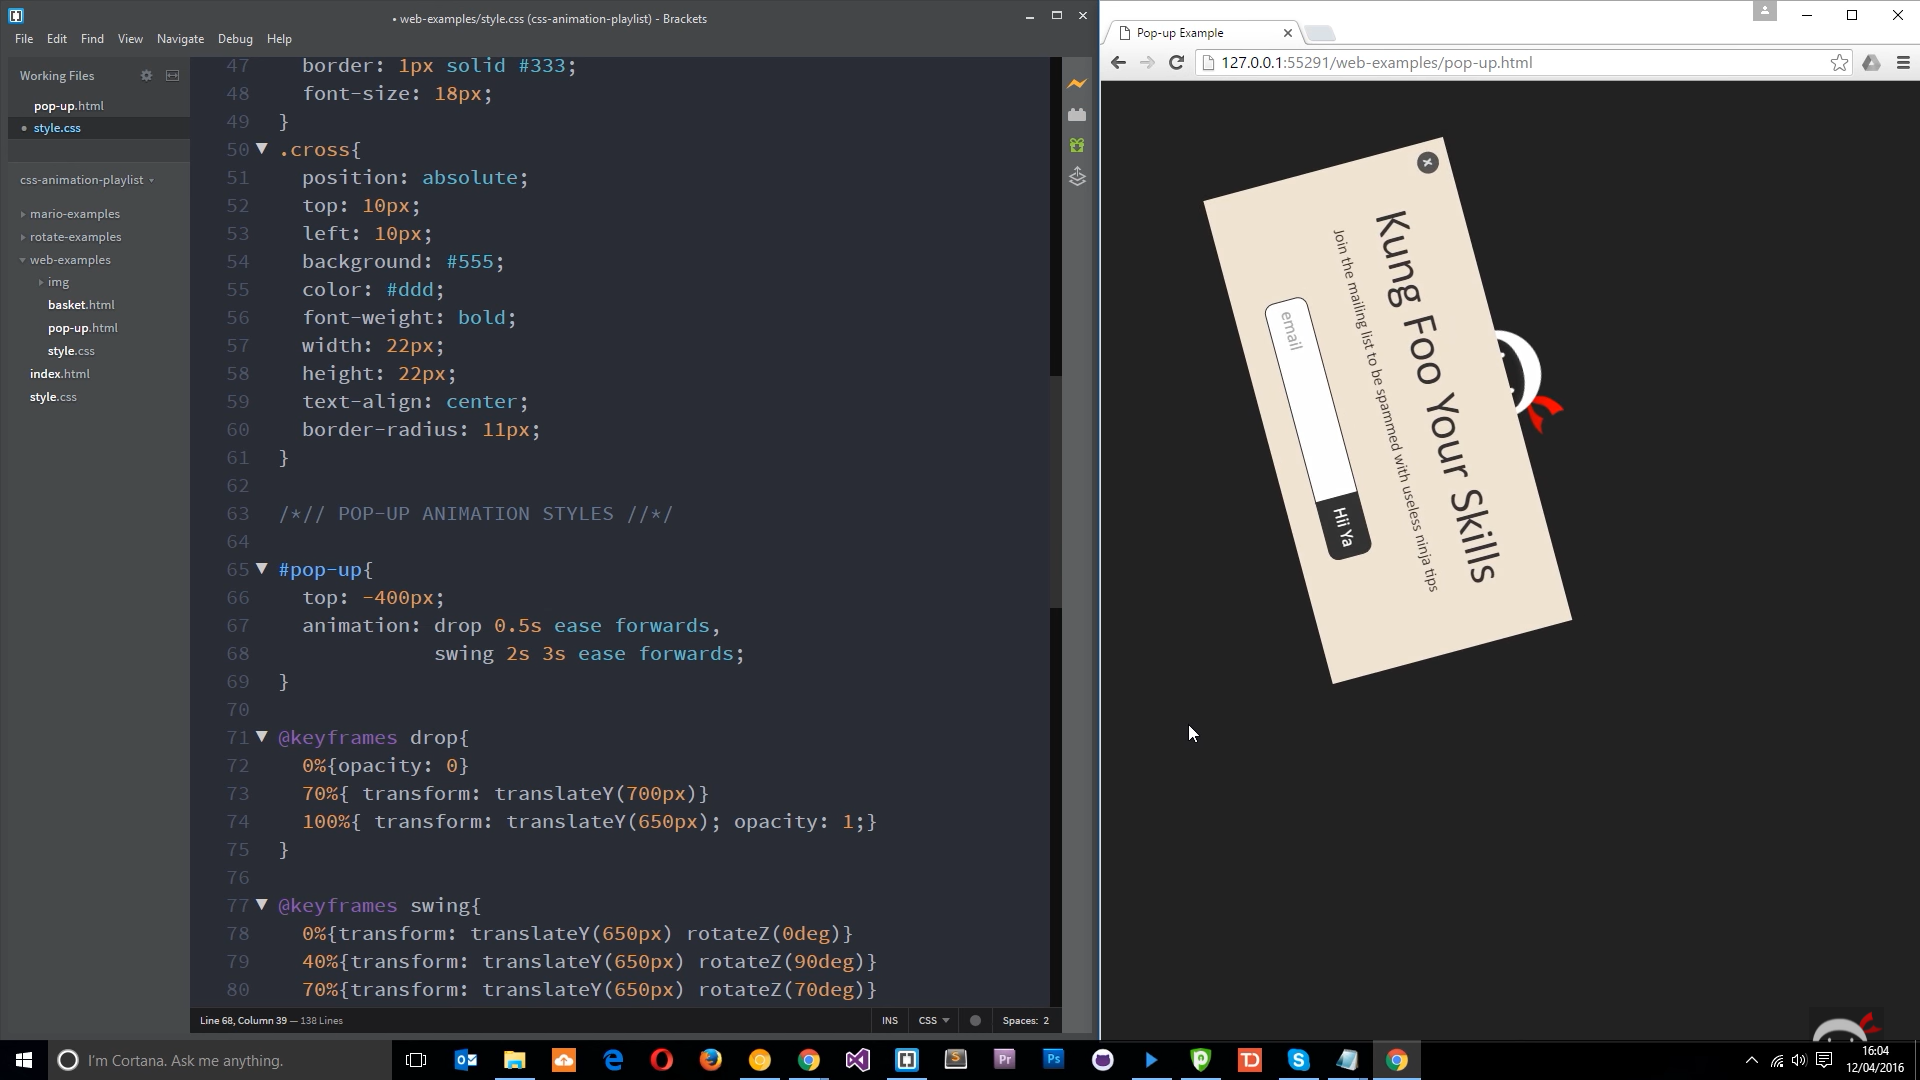 • web-examples/style.css (css-animation-playlist) - Brackets
File Edit Find View Navigate Debug Help
Working Files
pop-up.html
• style.css
css-animation-playlist
mario-examples
rotate-examples
web-examples
img
basket.html
pop-up.html
style.css
index.html
style.css
47 border: 1px solid #333;
48 font-size: 18px;
49 }
50 .cross{
51 position: absolute;
52 top: 10px;
53 left: 10px;
54 background: #555;
55 color: #ddd;
56 font-weight: bold;
57 width: 22px;
58 height: 22px;
59 text-align: center;
60 border-radius: 11px;
61 }
62
63 /*// POP-UP ANIMATION STYLES //*/
64
65 #pop-up{
66 top: -400px;
67 animation: drop 0.5s ease forwards,
68 swing 2s 3s ease forwards;
69 }
70
71 @keyframes drop{
72 0%{opacity: 0}
73 70%{ transform: translateY(700px)}
74 100%{ transform: translateY(650px); opacity: 1;}
75 }
76
77 @keyframes swing{
78 0%{transform: translateY(650px) rotateZ(0deg)}
79 40%{transform: translateY(650px) rotateZ(90deg)}
80 70%{transform: translateY(650px) rotateZ(70deg)}
Line 68, Column 39 — 138 Lines
INS CSS Spaces: 2
Pop-up Example
127.0.0.1:55291/web-examples/pop-up.html
x
Kung Foo Your Skills
Join the mailing list to be spammed with useless ninja tips
email
Hii Ya
I'm Cortana. Ask me anything.
S
Pr
Ps
TD
16:04
12/04/2016